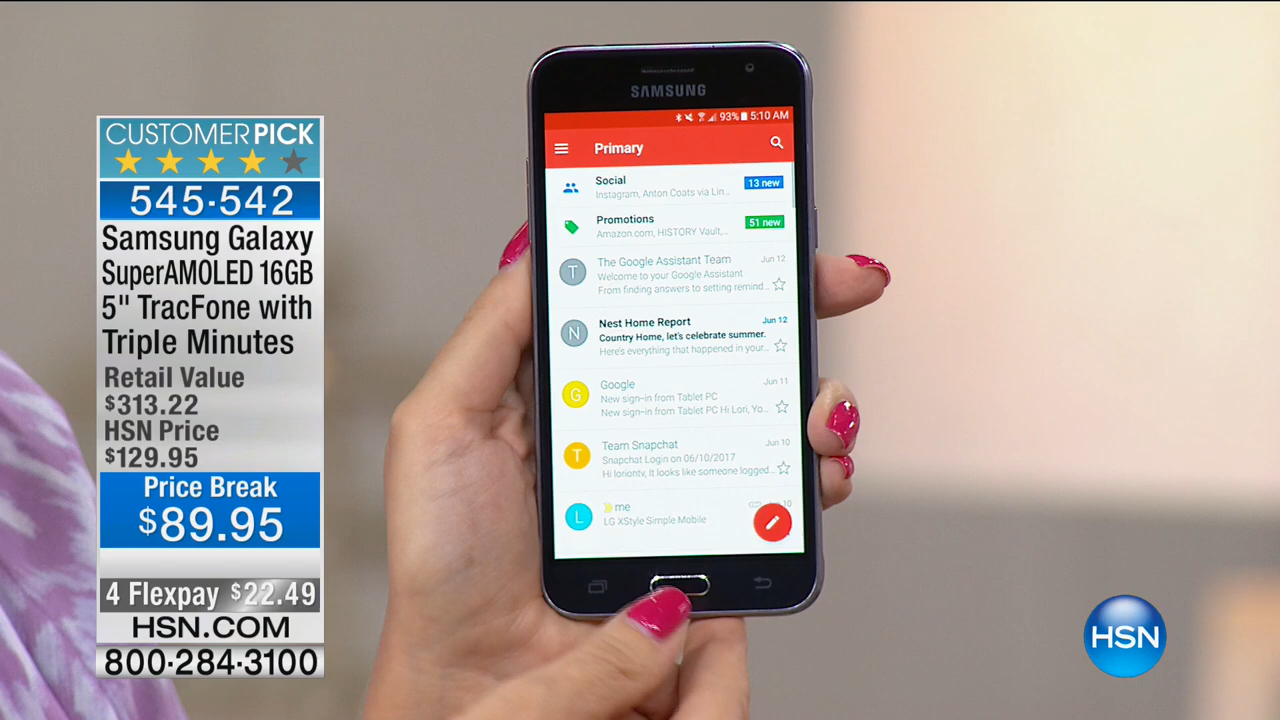 CUSTOMER PICK
545-542
Samsung Galaxy
SuperAMOLED 16GB
5" TracFone with
Triple Minutes
Retail Value
$313.22
HSN Price
$129.95
Price Break
$89.95
4 Flexpay $22.49
HSN.COM
800-284-3100
SAMSUNG
93% 5:10 AM
Primary
Social
13 new
Instagram, Anton Coats via Lin...
Promotions
51 new
Amazon.com, HISTORY Vault,...
T
The Google Assistant Team
Jun 12
Welcome to your Google Assistant
From finding answers to setting remind...
N
Nest Home Report
Jun 12
Country Home, let's celebrate summer.
Here's everything that happened in your...
G
Google
Jun 11
New sign-in from Tablet PC
New sign-in from Tablet PC Hi Lori, Yo...
T
Team Snapchat
Jun 10
Snapchat Login on 06/10/2017
Hi loriontv, It looks like someone logged...
L
me
10
LG XStyle Simple Mobile
HSN